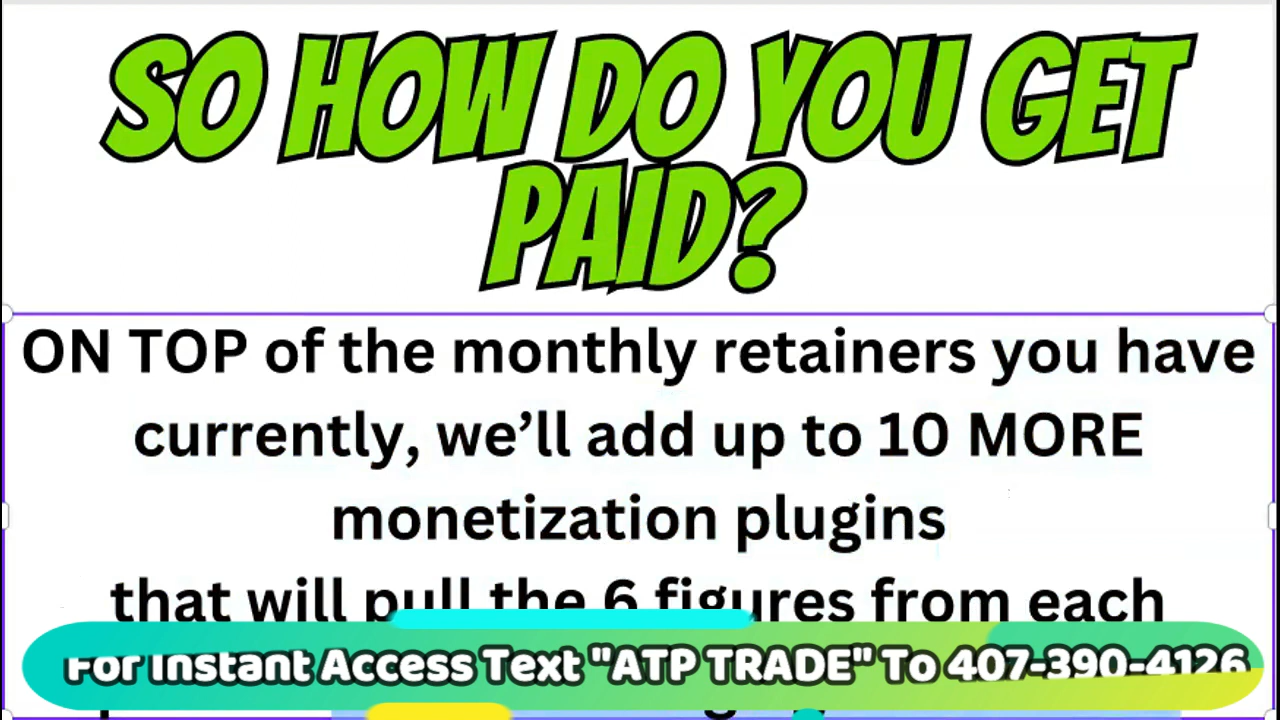 SO HOW DO YOU GET
PAID?
ON TOP of the monthly retainers you have
currently, we’ll add up to 10 MORE
monetization plugins
that will pull the 6 figures from each
For Instant Access Text "ATP TRADE" To 407-390-4126